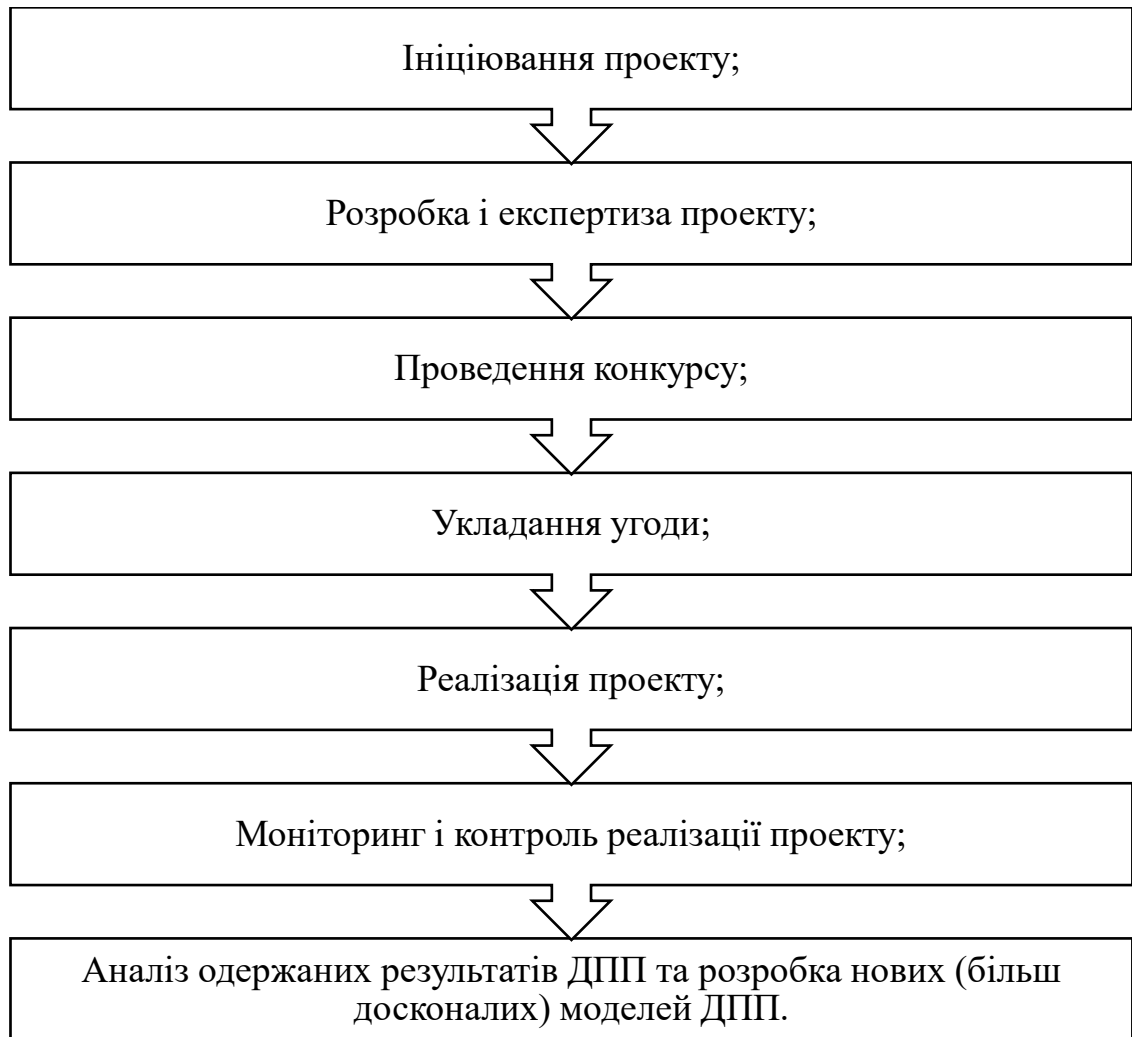 Ініціювання проекту;
Розробка і експертиза проекту;
Проведення конкурсу;
Укладання угоди;
Реалізація проекту;
Моніторинг і контроль реалізації проекту;
Аналіз одержаних результатів ДПП та розробка нових (більш
досконалих) моделей ДПП.